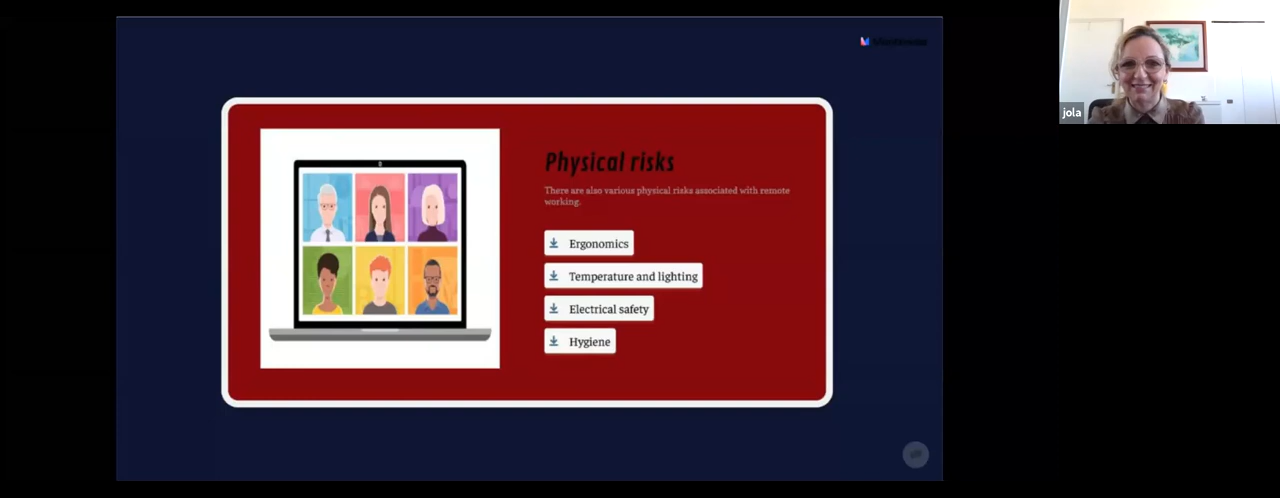 Physical risks
There are also various physical risks associated with remote
working.
Ergonomics
Temperature and lighting
Electrical safety
Hygiene
jola